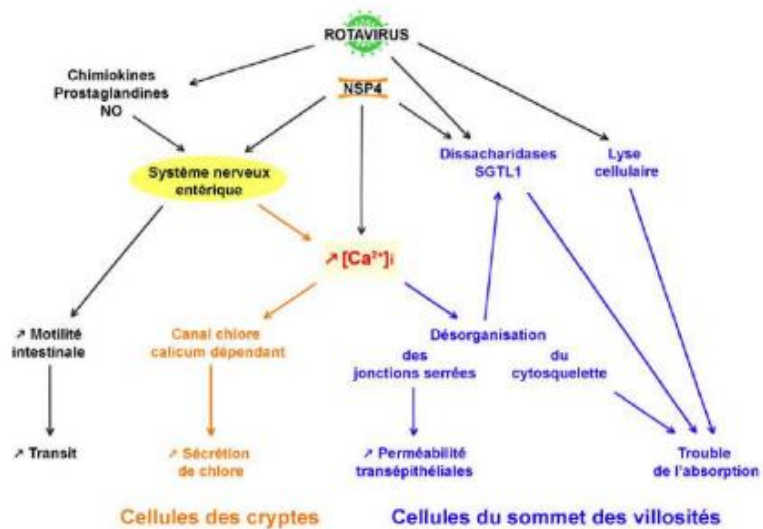 ROTAVIRUS
Chimiokines
Prostaglandines
NO
NSP4
Dissacharidases
SGTL1
Lyse
cellulaire
Système nerveux
entérique
↗ [Ca²⁺]i
↗ Motilité
intestinale
Canal chlore
calicum dépendant
Désorganisation
des
jonctions serrées
du
cytosquelette
↗ Transit
↗ Sécrétion
de chlore
↗ Perméabilité
transépithéliales
Trouble
de l'absorption
Cellules des cryptes
Cellules du sommet des villosités